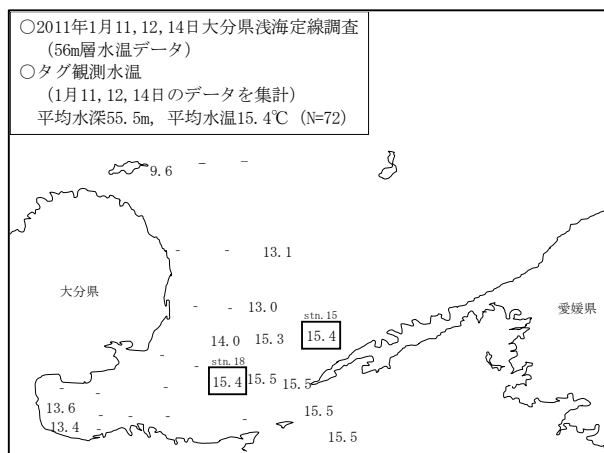 ○2011年1月11,12,14日大分県浅海定線調査
（56m層水温データ）
○タグ観測水温
（1月11,12,14日のデータを集計）
平均水深55.5m, 平均水温15.4℃ (N=72)
9.6 - -
- - 13.1
大分県
- - 13.0
愛媛県
stn.15
15.4
14.0 15.3
-
stn.18
15.4 15.5 15.5
- -
-
13.6 - - -
15.5
13.4 - -
15.5